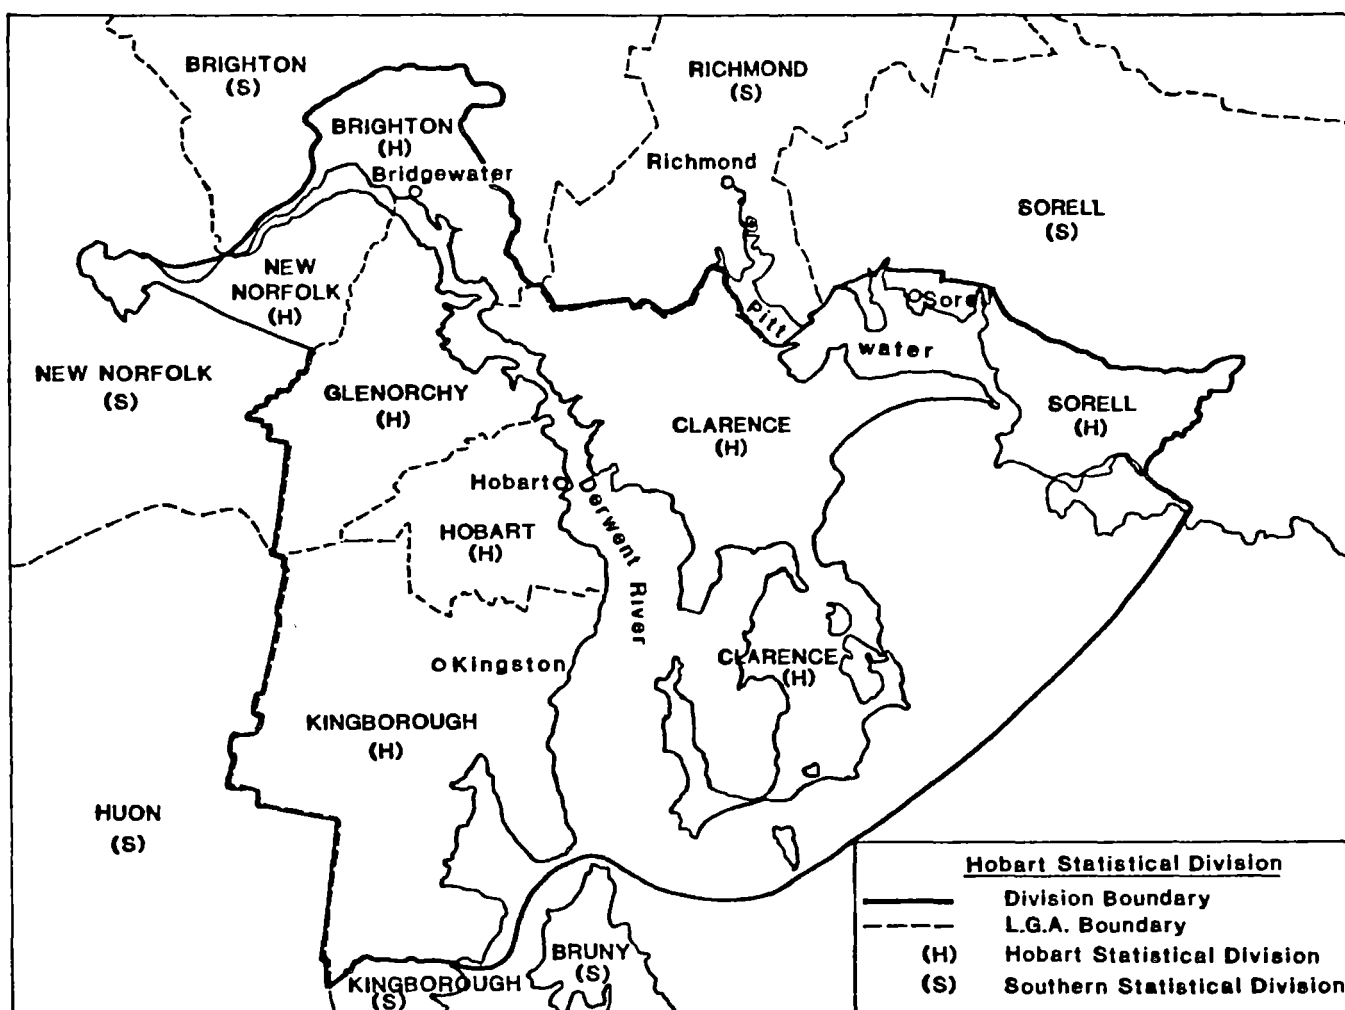 BRIGHTON
(S)
RICHMOND
(S)
BRIGHTON
(H)
Bridgewater
Richmond
SORELL
(S)
NEW
NORFOLK
(H)
Pitt
Sorell
water
NEW NORFOLK
(S)
GLENORCHY
(H)
CLARENCE
(H)
SORELL
(H)
Hobart
Derwent River
HOBART
(H)
Kingston
CLARENCE
(H)
KINGBOROUGH
(H)
HUON
(S)
BRUNY
(S)
KINGBOROUGH
(S)
Hobart Statistical Division
Division Boundary
L.G.A. Boundary
(H) Hobart Statistical Division
(S) Southern Statistical Division